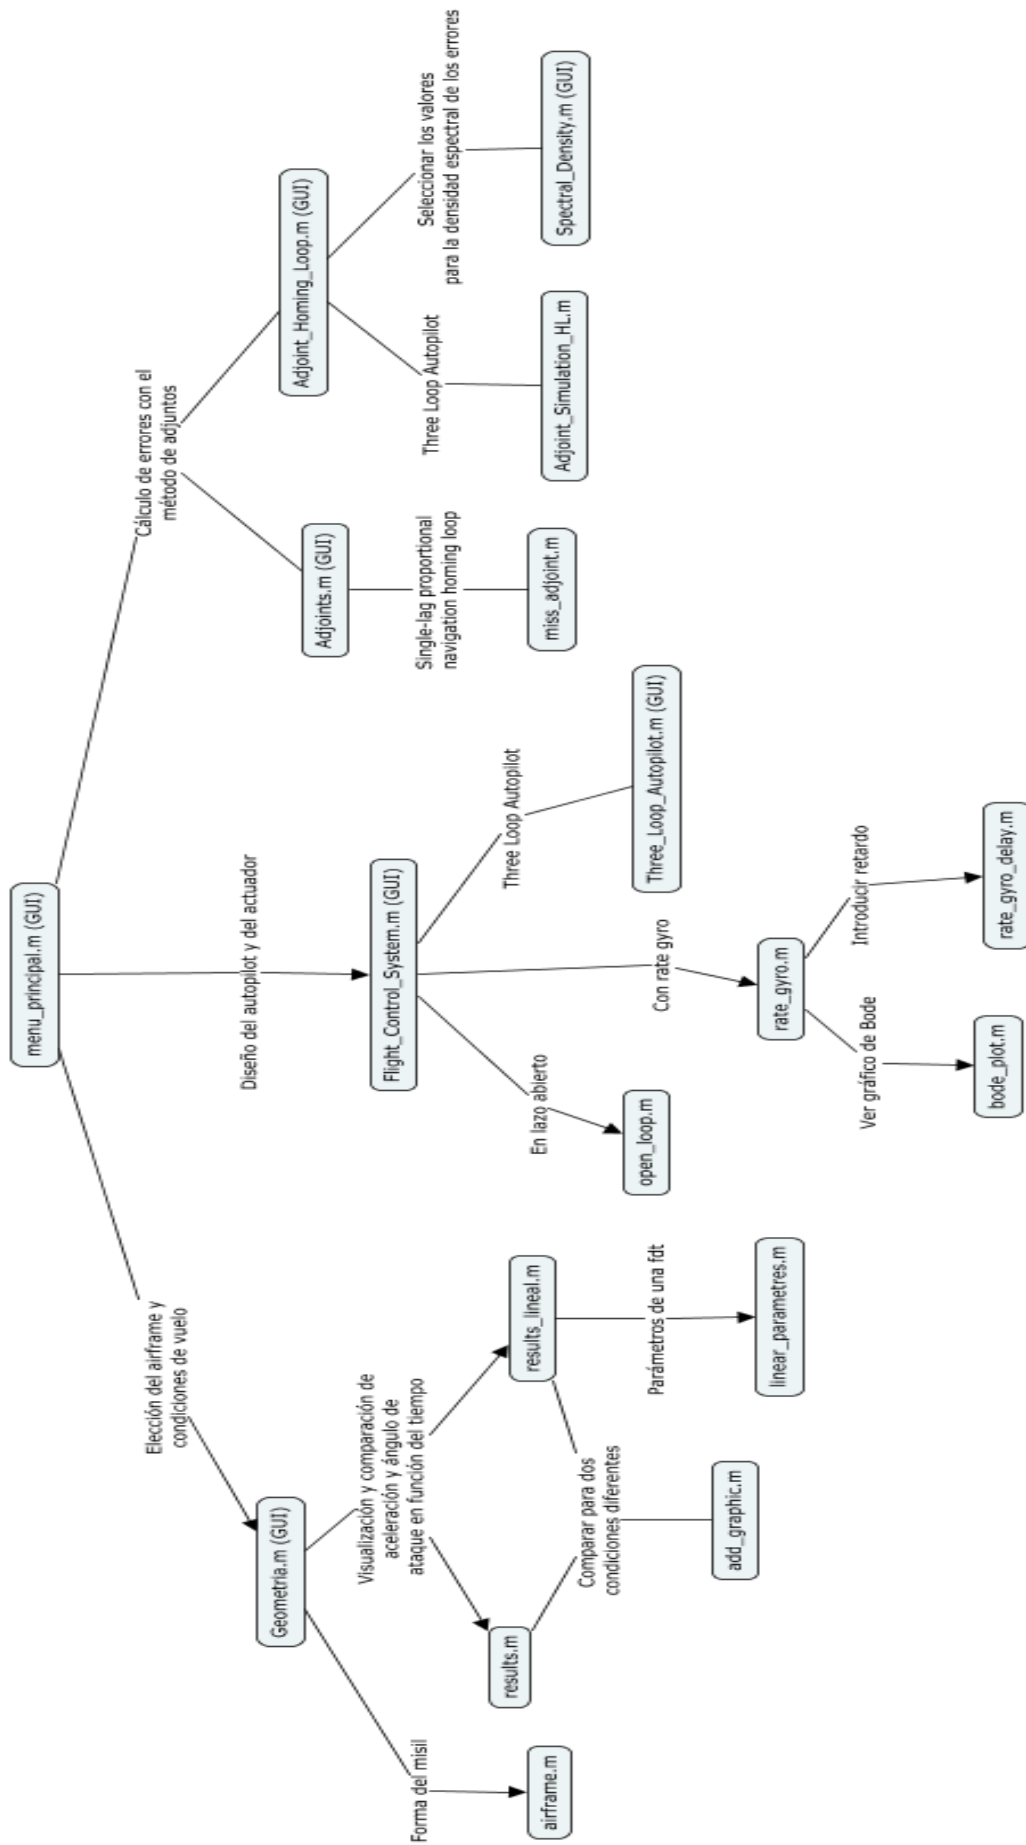 menu_principal.m (GUI)
Elección del airframe y
condiciones de vuelo
Diseño del autopilot y del actuador
Cálculo de errores con el
método de adjuntos
Geometria.m (GUI)
Flight_Control_System.m (GUI)
Adjoints.m (GUI)
Adjoint_Homing_Loop.m (GUI)
Forma del misil
Visualización y comparación de
aceleración y ángulo de
ataque en función del tiempo
En lazo abierto
Con rate gyro
Three Loop Autopilot
Single-lag proportional
navigation homing loop
Three Loop Autopilot
Seleccionar los valores
para la densidad espectral de los errores
airframe.m
results.m
results_lineal.m
open_loop.m
Three_Loop_Autopilot.m (GUI)
miss_adjoint.m
Adjoint_Simulation_HL.m
Spectral_Density.m (GUI)
Comparar para dos
condiciones diferentes
Parámetros de una fdt
rate_gyro.m
add_graphic.m
linear_parametres.m
Ver gráfico de Bode
Introducir retardo
bode_plot.m
rate_gyro_delay.m